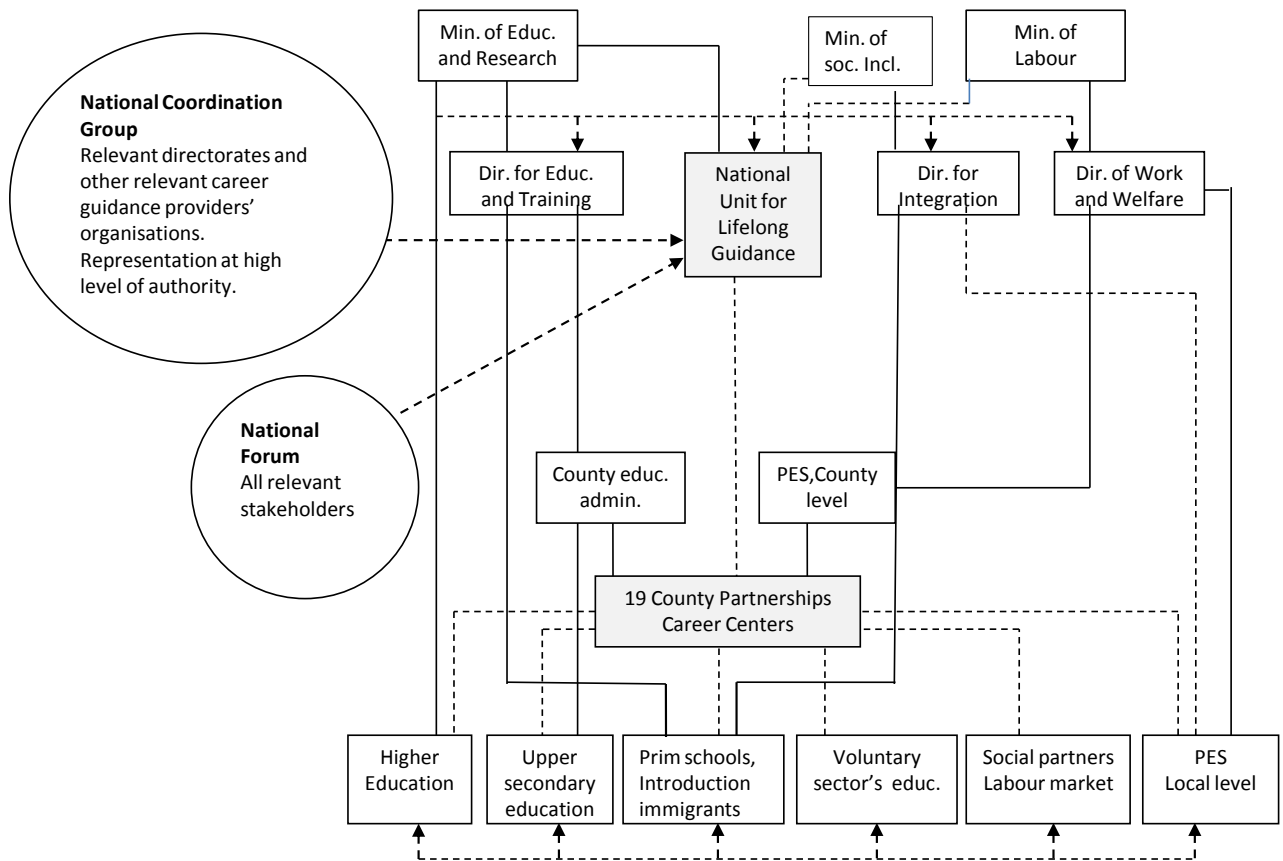 Min. of Educ.
and Research
Min. of
soc. Incl.
Min. of
Labour
National Coordination
Group
Relevant directorates and
other relevant career
guidance providers’
organisations.
Representation at high
level of authority.
Dir. for Educ.
and Training
National
Unit for
Lifelong
Guidance
Dir. for
Integration
Dir. of Work
and Welfare
National
Forum
All relevant
stakeholders
County educ.
admin.
PES,County
level
19 County Partnerships
Career Centers
Higher
Education
Upper
secondary
education
Prim schools,
Introduction
immigrants
Voluntary
sector’s educ.
Social partners
Labour market
PES
Local level